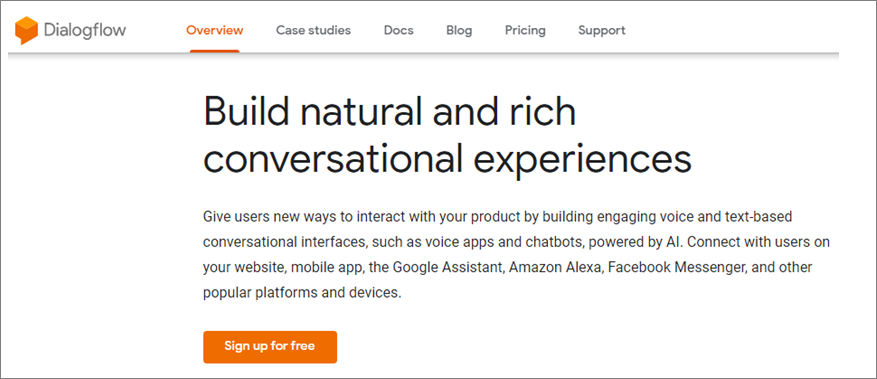 Dialogflow Overview Case studies Docs Blog Pricing Support
Build natural and rich
conversational experiences
Give users new ways to interact with your product by building engaging voice and text-based
conversational interfaces, such as voice apps and chatbots, powered by AI. Connect with users on
your website, mobile app, the Google Assistant, Amazon Alexa, Facebook Messenger, and other
popular platforms and devices.
Sign up for free